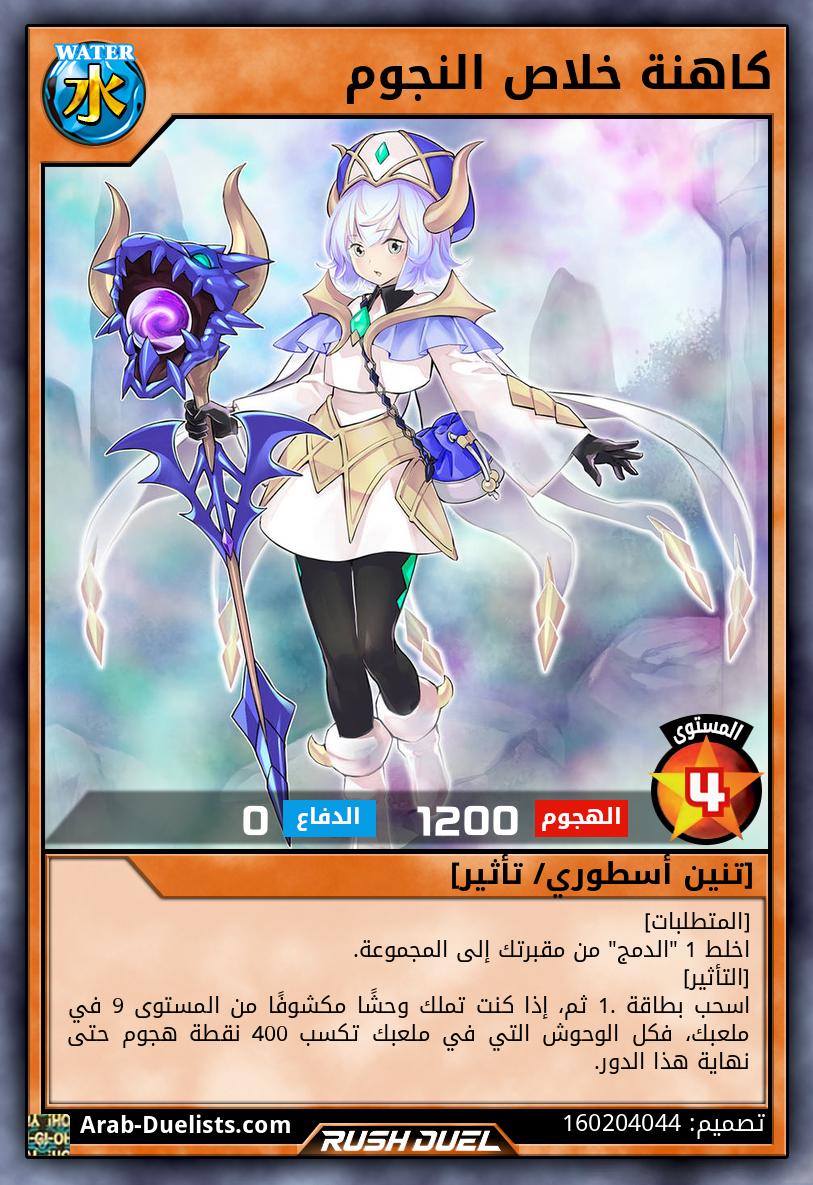 WATER
水
كاهنة خلاص النجوم
المستوى
4
الهجوم 1200 الدفاع 0
[تنين أسطوري/ تأثير]
[المتطلبات]
اخلط 1 "الدمج" من مقبرتك إلى المجموعة.
[التأثير]
اسحب بطاقة .1 ثم، إذا كنت تملك وحشًا مكشوفًا من المستوى 9 في
ملعبك، فكل الوحوش التي في ملعبك تكسب 400 نقطة هجوم حتى
نهاية هذا الدور.
تصميم: 160204044
Arab-Duelists.com
RUSH DUEL